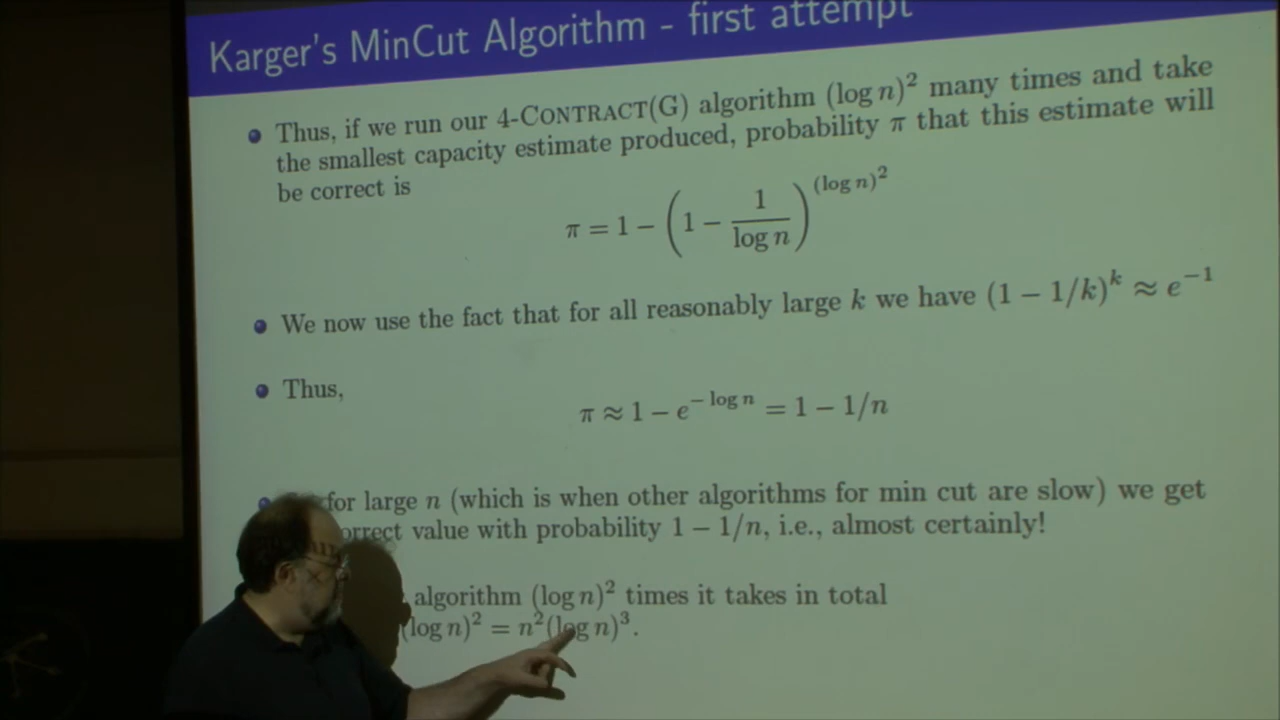 Karger's MinCut Algorithm - first attempt
Thus, if we run our 4-CONTRACT(G) algorithm (log n)² many times and take
the smallest capacity estimate produced, probability π that this estimate will
be correct is
π = 1 − (1 − 1/log n)^(log n)²
We now use the fact that for all reasonably large k we have (1 − 1/k)^k ≈ e⁻¹
Thus,
π ≈ 1 − e^(− log n) = 1 − 1/n
for large n (which is when other algorithms for min cut are slow) we get
value with probability 1 − 1/n, i.e., almost certainly!
algorithm (log n)² times it takes in total
(log n)² = n²(log n)³.